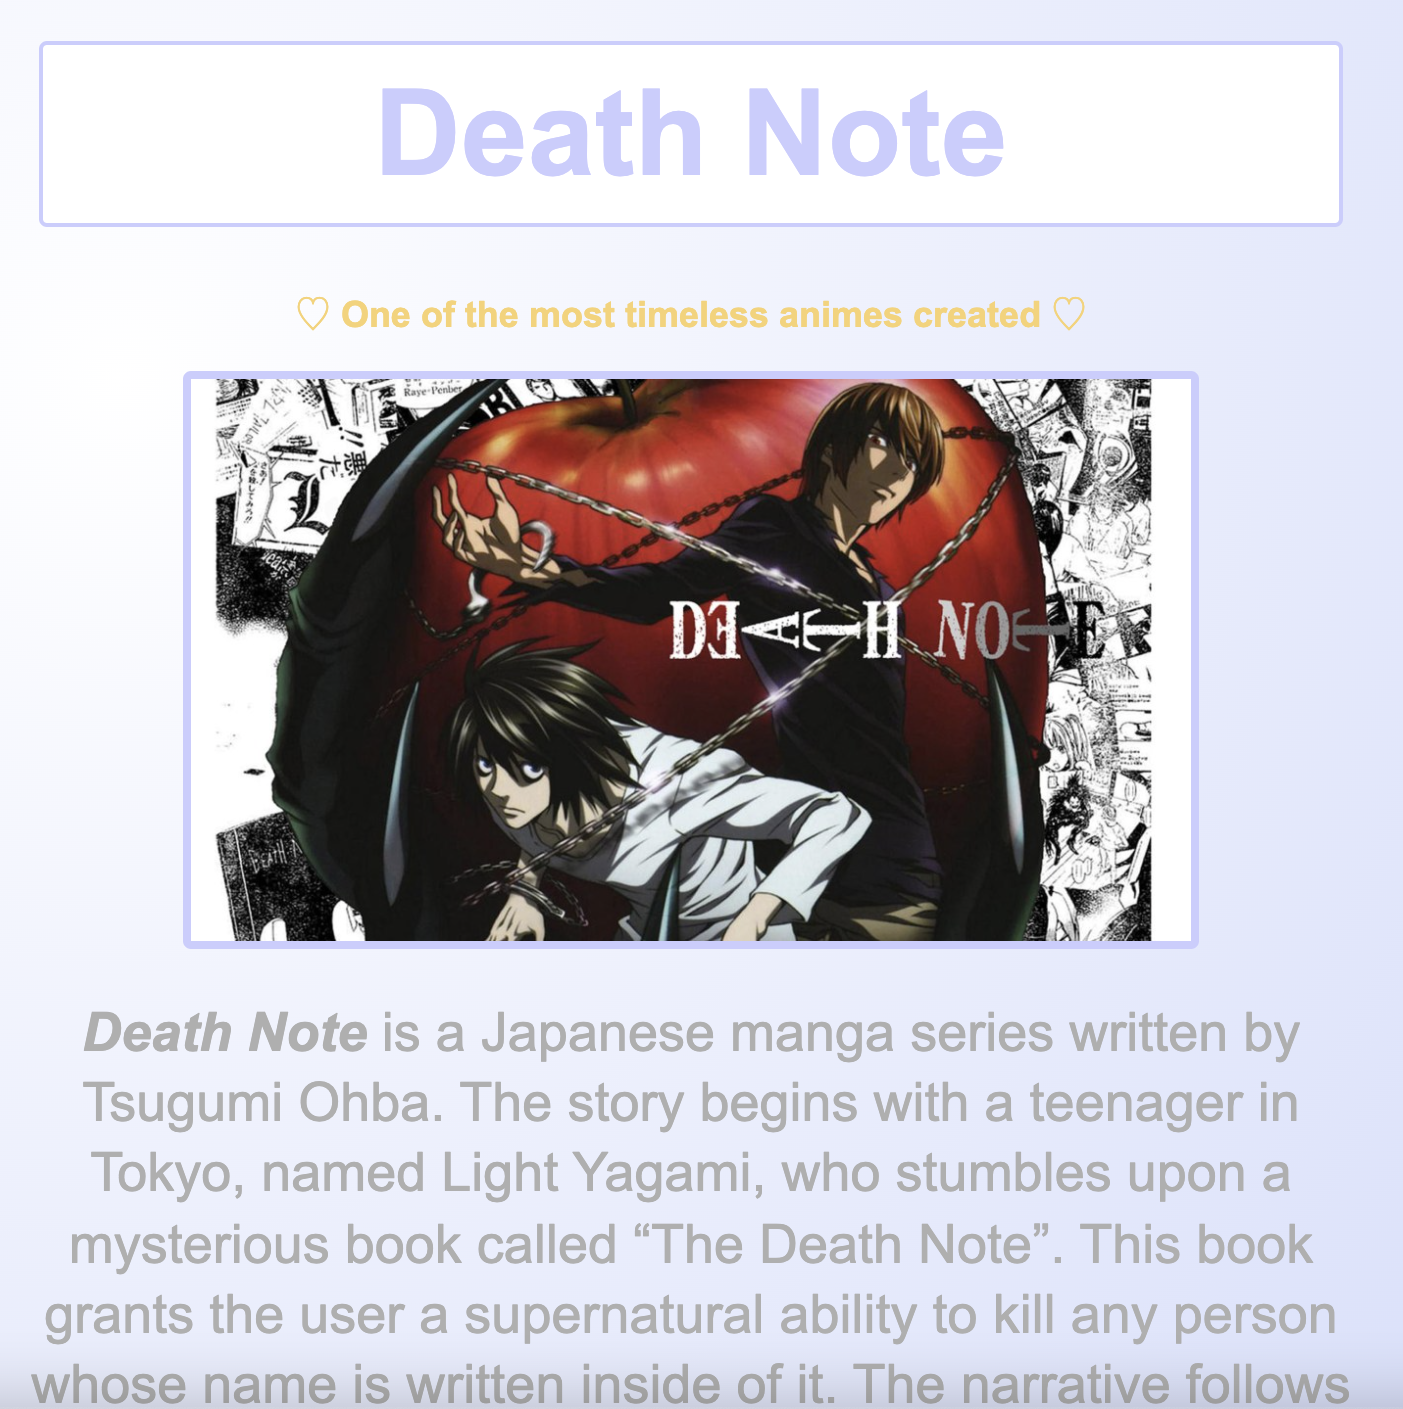 Death Note
♡ One of the most timeless animes created ♡
Raye=Penber
L
DEATH NOTE
DEATH
Death Note is a Japanese manga series written by
Tsugumi Ohba. The story begins with a teenager in
Tokyo, named Light Yagami, who stumbles upon a
mysterious book called “The Death Note”. This book
grants the user a supernatural ability to kill any person
whose name is written inside of it. The narrative follows